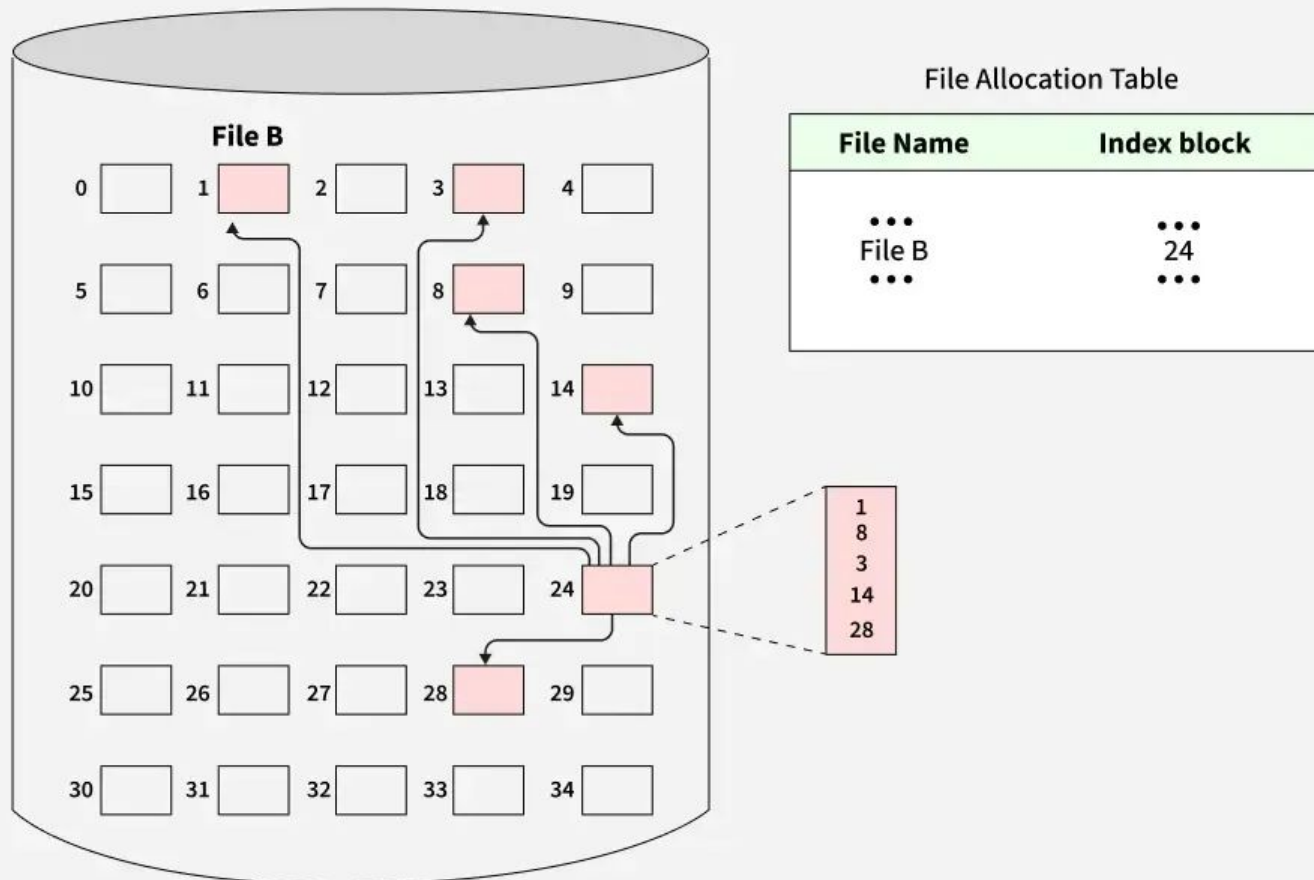 File Allocation Table
File Name Index block
File B 24
File B
0 1 2 3 4
5 6 7 8 9
10 11 12 13 14
15 16 17 18 19
20 21 22 23 24
25 26 27 28 29
30 31 32 33 34
1
8
3
14
28